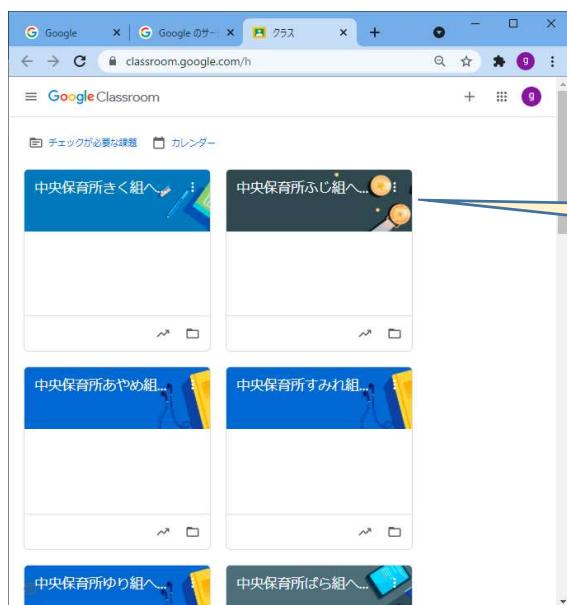 Google
Google のサー
クラス
classroom.google.com/h
g
Google Classroom
g
チェックが必要な課題
カレンダー
中央保育所きく組へ...
中央保育所ふじ組へ...
中央保育所あやめ組...
中央保育所すみれ組...
中央保育所ゆり組へ...
中央保育所ばら組へ...